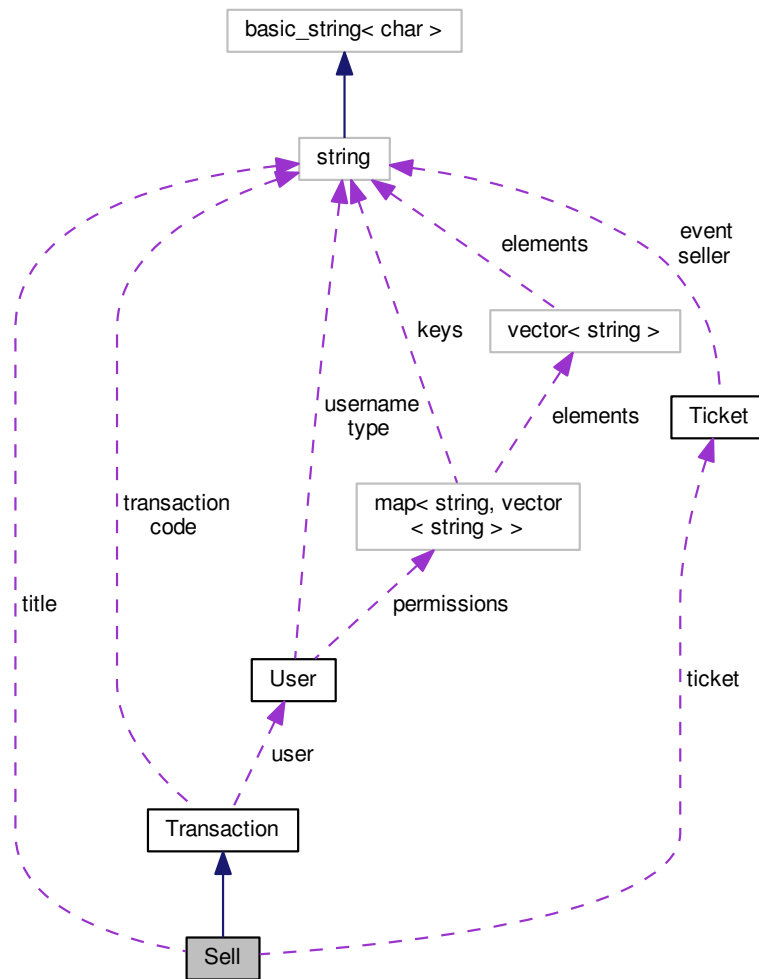 basic_string< char >
string
event
seller
elements
vector< string >
keys
username
type
elements
Ticket
transaction
code
map< string, vector
< string > >
title
permissions
User
ticket
user
Transaction
Sell